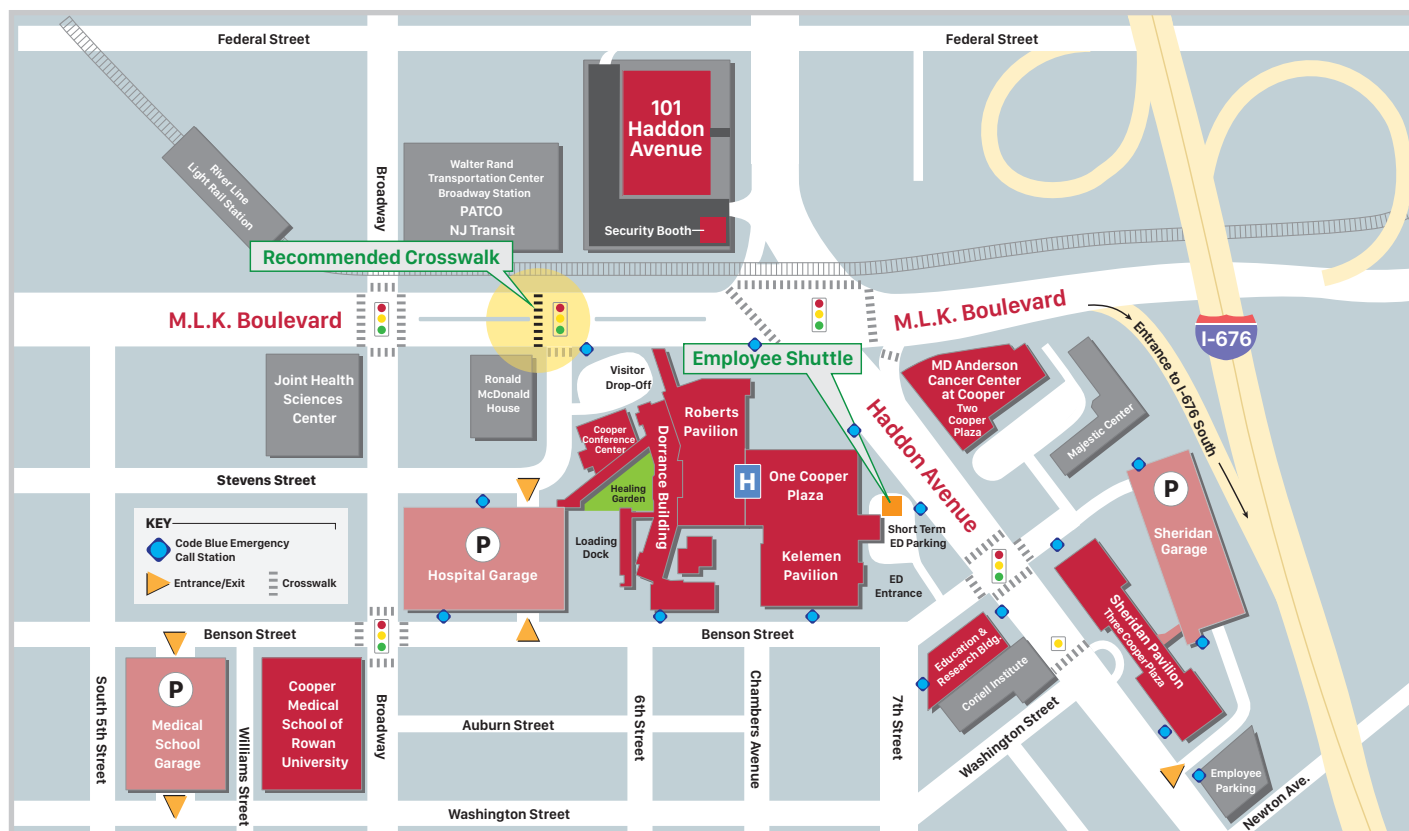 Federal Street
Federal Street
101
Haddon
Avenue
Security Booth
River Line
Light Rail Station
Broadway
Walter Rand
Transportation Center
Broadway Station
PATCO
NJ Transit
Recommended Crosswalk
M.L.K. Boulevard
M.L.K. Boulevard
I-676
Entrance to I-676 South
Employee Shuttle
Joint Health
Sciences
Center
Ronald
McDonald
House
Visitor
Drop-Off
Roberts
Pavilion
MD Anderson
Cancer Center
at Cooper
Two
Cooper
Plaza
Majestic Center
Haddon Avenue
Cooper
Conference
Center
Dorrance Building
Healing
Garden
H
One Cooper
Plaza
Stevens Street
KEY
Code Blue Emergency
Call Station
Entrance/Exit
Crosswalk
P
Hospital Garage
Loading
Dock
Kelemen
Pavilion
Short Term
ED Parking
ED
Entrance
P
Sheridan
Garage
Sheridan Pavilion
Three Cooper Plaza
Benson Street
Benson Street
Education &
Research Bldg.
Coriell Institute
South 5th Street
P
Medical
School
Garage
Williams Street
Cooper
Medical
School of
Rowan
University
Broadway
Auburn Street
6th Street
Chambers Avenue
7th Street
Washington Street
Washington Street
Employee
Parking
Newton Ave.